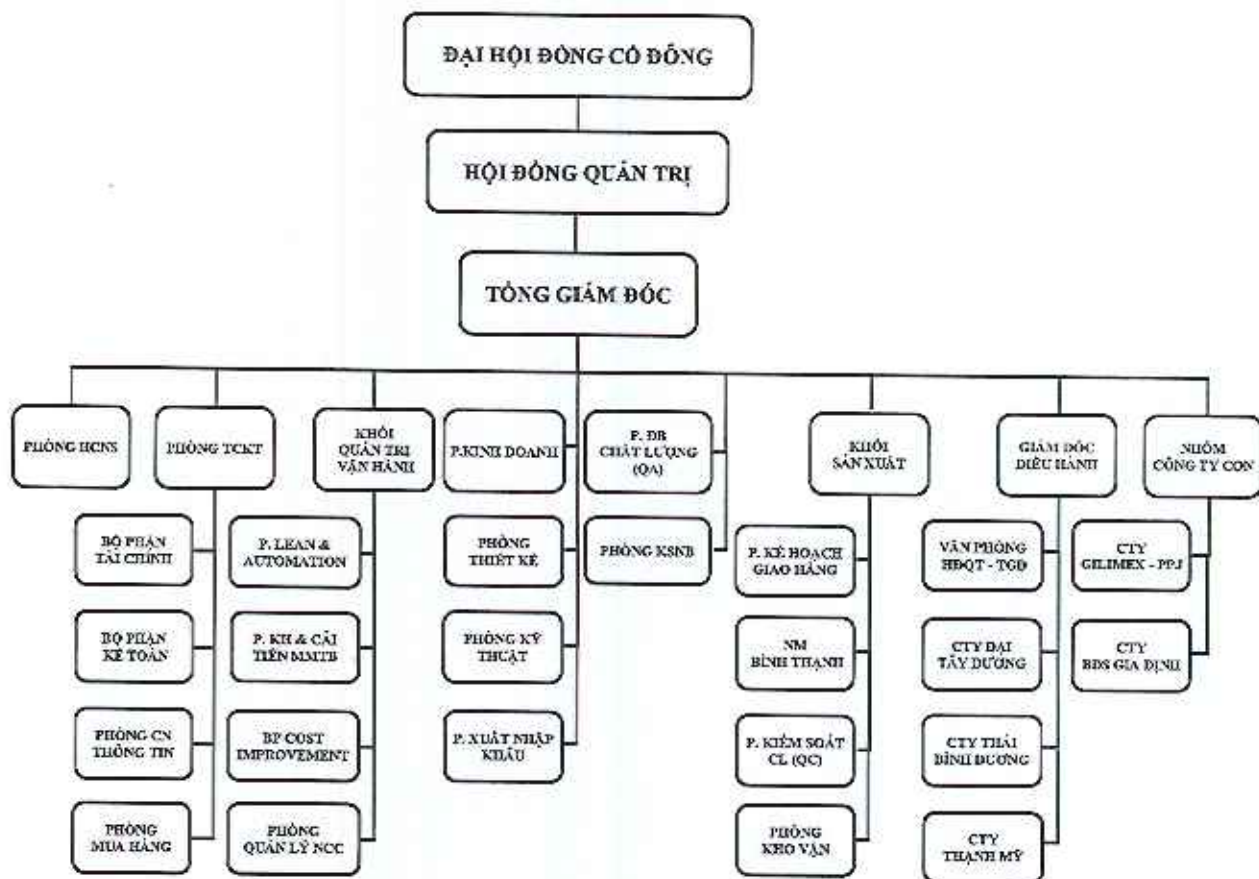 ĐẠI HỘI ĐỒNG CỔ ĐÔNG
HỘI ĐỒNG QUẢN TRỊ
TỔNG GIÁM ĐỐC
PHÒNG HCNS
PHÒNG TCKT
KHỐI
QUẢN TRỊ
VẬN HÀNH
P.KINH DOANH
P. ĐB
CHẤT LƯỢNG
(QA)
KHỐI
SẢN XUẤT
GIÁM ĐỐC
ĐIỀU HÀNH
NHÓM
CÔNG TY CON
BỘ PHẬN
TÀI CHÍNH
P. LEAN &
AUTOMATION
PHÒNG
THIẾT KẾ
PHÒNG KSNB
P. KẾ HOẠCH
GIAO HÀNG
VĂN PHÒNG
HĐQT - TGĐ
CTY
GILIMEX - PPJ
BỘ PHẬN
KẾ TOÁN
P. KH & CẢI
TIẾN MMTB
PHÒNG KỸ
THUẬT
NM
BÌNH THẠNH
CTY ĐẠI
TÂY DƯƠNG
CTY
BĐS GIA ĐỊNH
PHÒNG CN
THÔNG TIN
BP COST
IMPROVEMENT
P. XUẤT NHẬP
KHẨU
P. KIỂM SOÁT
CL (QC)
CTY THÁI
BÌNH DƯƠNG
PHÒNG
MUA HÀNG
PHÒNG
QUẢN LÝ NCC
PHÒNG
KHO VẬN
CTY
THẠNH MỸ